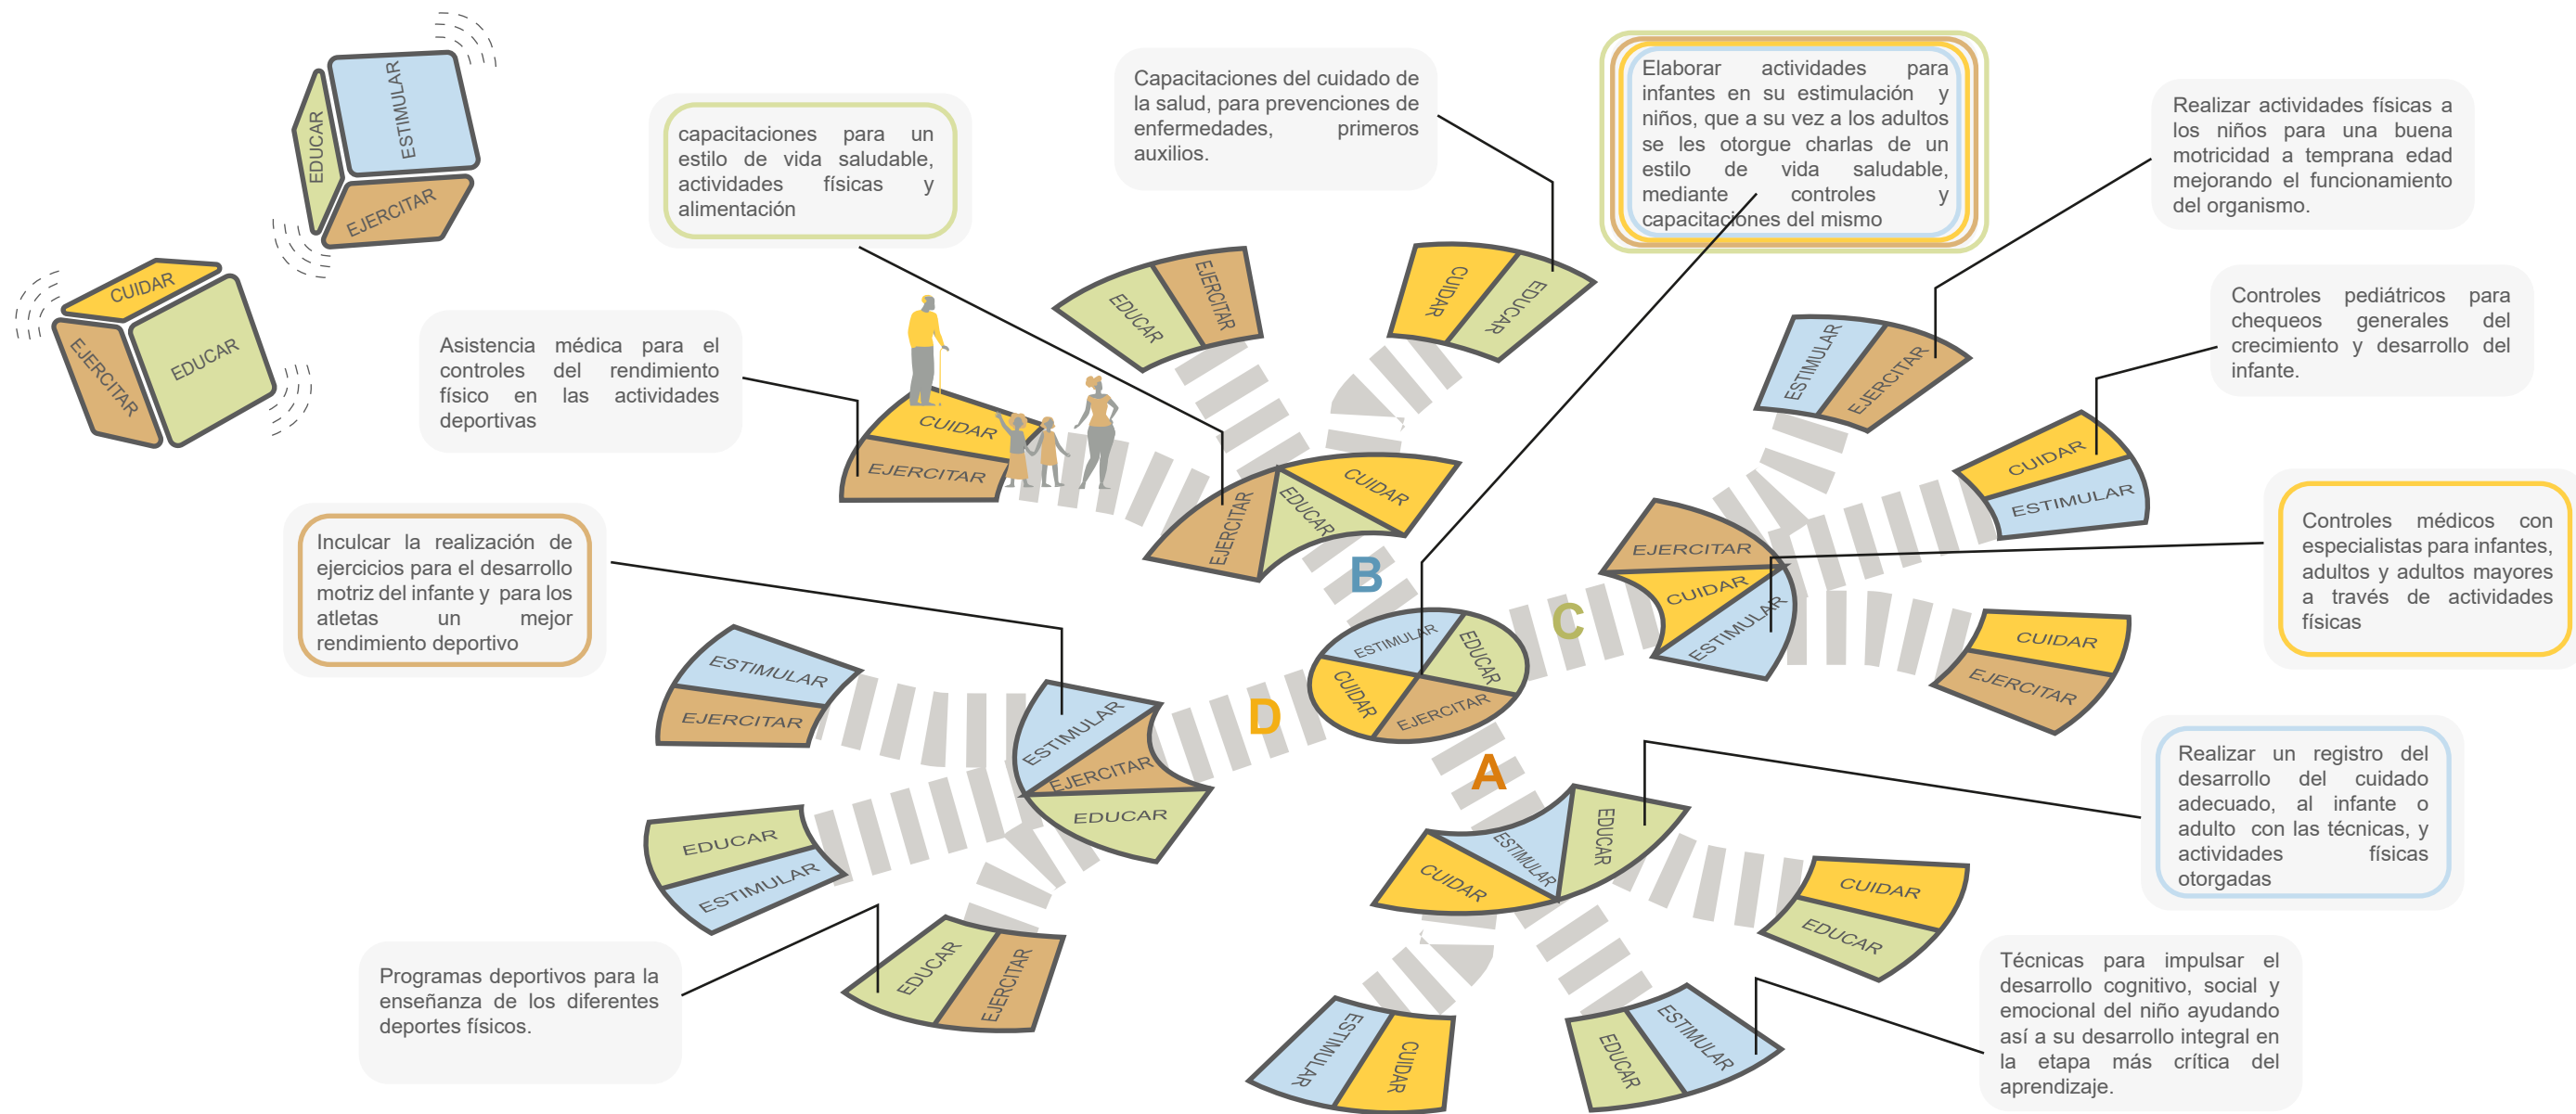 EDUCAR
ESTIMULAR
EJERCITAR
CUIDAR
EJERCITAR
EDUCAR
capacitaciones para un
estilo de vida saludable,
actividades físicas y
alimentación
Capacitaciones del cuidado de
la salud, para prevenciones de
enfermedades, primeros
auxilios.
Elaborar actividades para
infantes en su estimulación y
niños, que a su vez a los adultos
se les otorgue charlas de un
estilo de vida saludable,
mediante controles y
capacitaciones del mismo
Realizar actividades físicas a
los niños para una buena
motricidad a temprana edad
mejorando el funcionamiento
del organismo.
Controles pediátricos para
chequeos generales del
crecimiento y desarrollo del
infante.
Asistencia médica para el
controles del rendimiento
físico en las actividades
deportivas
Controles médicos con
especialistas para infantes,
adultos y adultos mayores
a través de actividades
físicas
Inculcar la realización de
ejercicios para el desarrollo
motriz del infante y para los
atletas un mejor
rendimiento deportivo
Realizar un registro del
desarrollo del cuidado
adecuado, al infante o
adulto con las técnicas, y
actividades físicas
otorgadas
Programas deportivos para la
enseñanza de los diferentes
deportes físicos.
Técnicas para impulsar el
desarrollo cognitivo, social y
emocional del niño ayudando
así a su desarrollo integral en
la etapa más crítica del
aprendizaje.
EDUCAR
EJERCITAR
CUIDAR
EDUCAR
CUIDAR
EJERCITAR
EJERCITAR
EDUCAR
CUIDAR
B
ESTIMULAR
EJERCITAR
CUIDAR
ESTIMULAR
EJERCITAR
CUIDAR
ESTIMULAR
CUIDAR
EJERCITAR
C
ESTIMULAR
EDUCAR
CUIDAR
EJERCITAR
D
ESTIMULAR
EJERCITAR
EDUCAR
ESTIMULAR
EJERCITAR
EDUCAR
ESTIMULAR
EDUCAR
EJERCITAR
A
EDUCAR
ESTIMULAR
CUIDAR
CUIDAR
EDUCAR
ESTIMULAR
CUIDAR
EDUCAR
ESTIMULAR